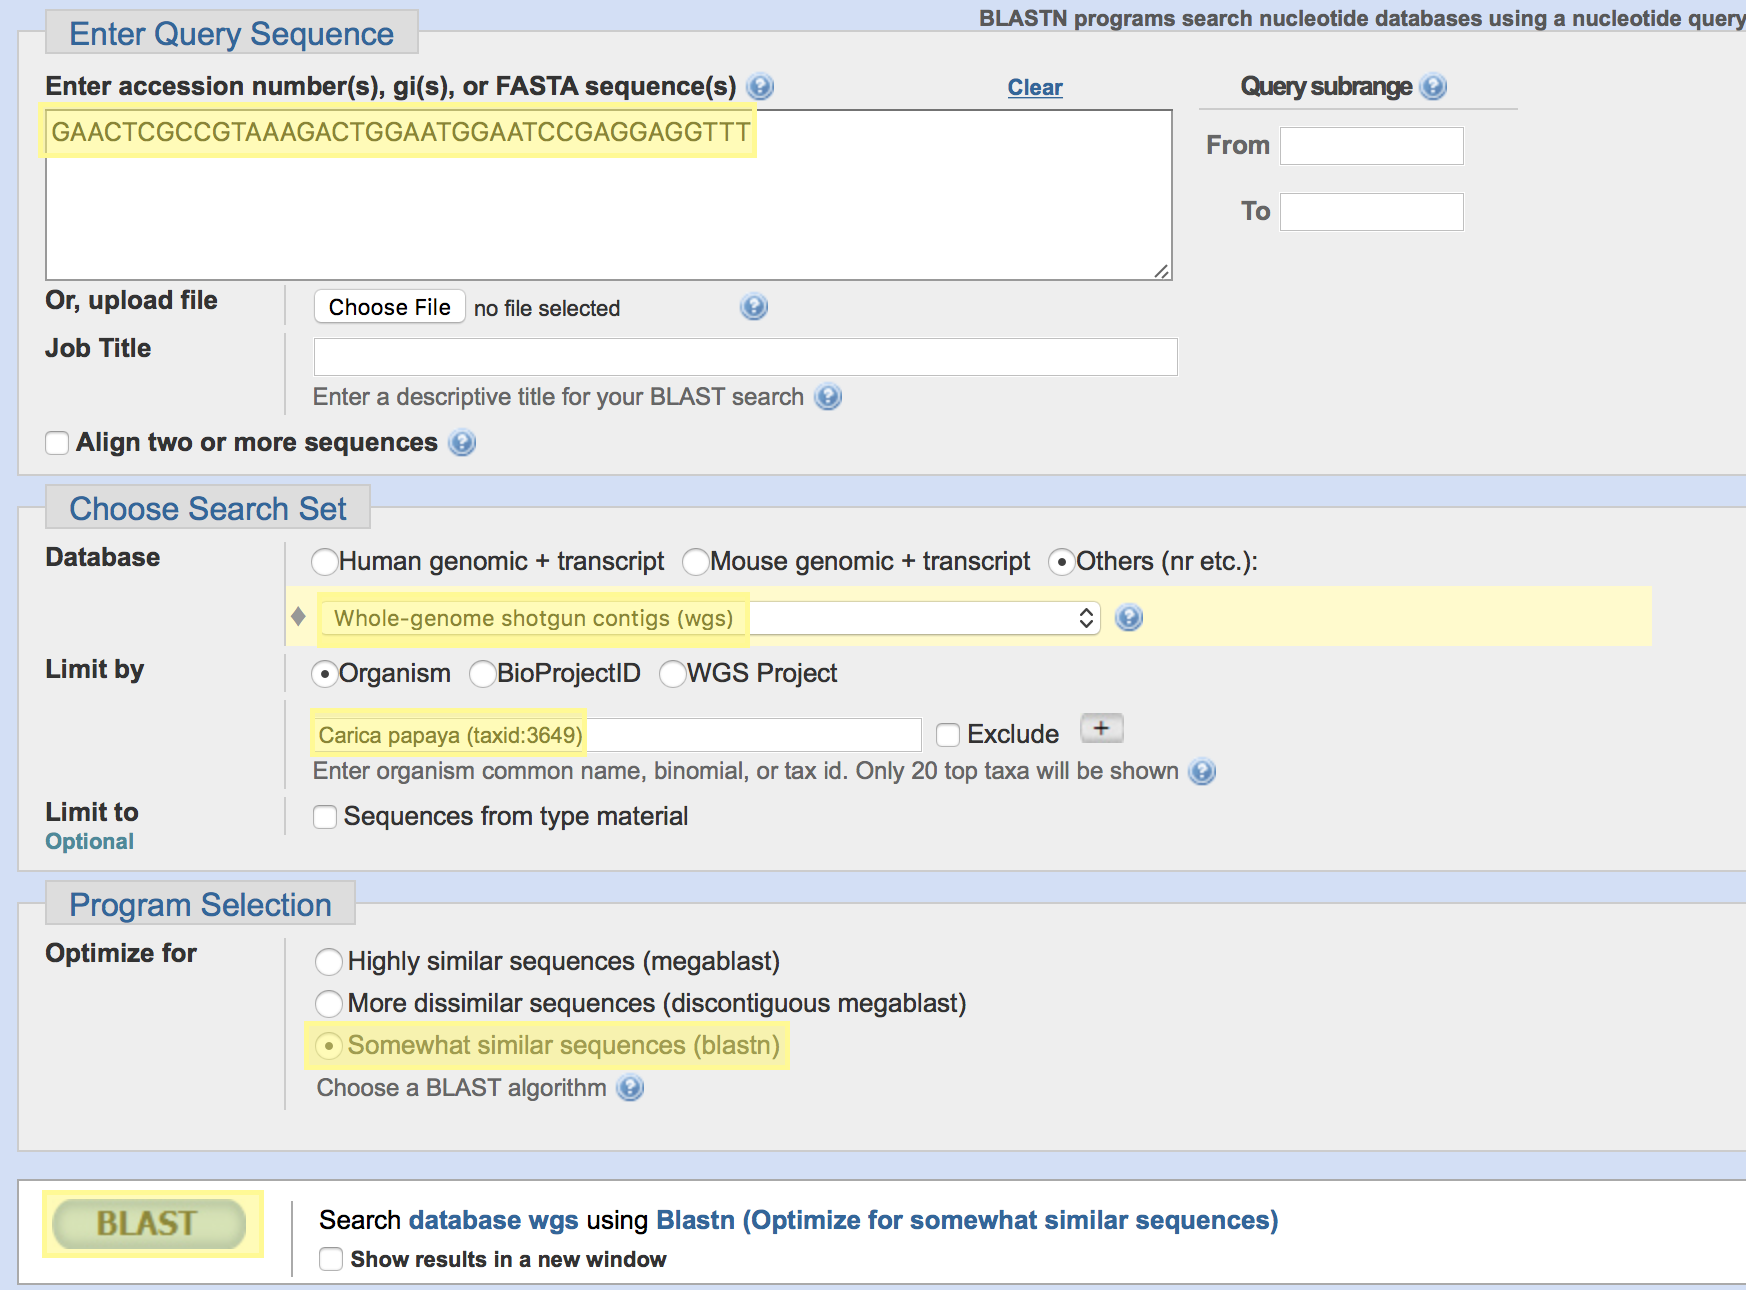 BLASTN programs search nucleotide databases using a nucleotide query
Enter Query Sequence
Enter accession number(s), gi(s), or FASTA sequence(s)
Clear
Query subrange
GAACTCGCCGTAAAGACTGGAATGGAATCCGAGGAGGTTT
From
To
Or, upload file
Choose File no file selected
Job Title
Enter a descriptive title for your BLAST search
Align two or more sequences
Choose Search Set
Database
Human genomic + transcript Mouse genomic + transcript Others (nr etc.):
Whole-genome shotgun contigs (wgs)
Limit by
Organism BioProjectID WGS Project
Carica papaya (taxid:3649)
Exclude +
Enter organism common name, binomial, or tax id. Only 20 top taxa will be shown
Limit to
Optional
Sequences from type material
Program Selection
Optimize for
Highly similar sequences (megablast)
More dissimilar sequences (discontiguous megablast)
Somewhat similar sequences (blastn)
Choose a BLAST algorithm
BLAST
Search database wgs using Blastn (Optimize for somewhat similar sequences)
Show results in a new window